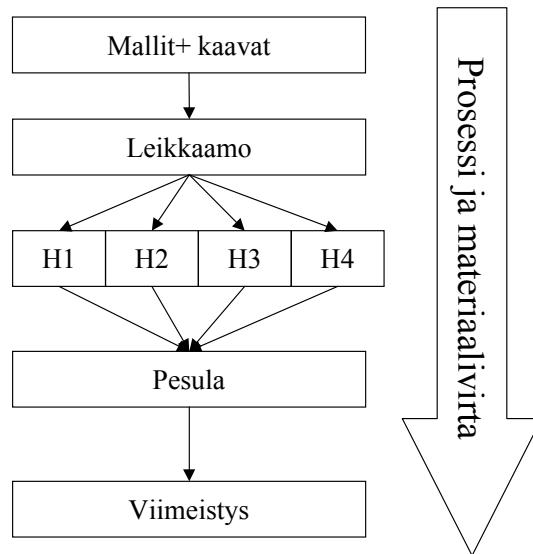 Mallit+ kaavat
Leikkaamo
H1 H2 H3 H4
Pesula
Viimeistys
Prosessi ja materiaalivirta